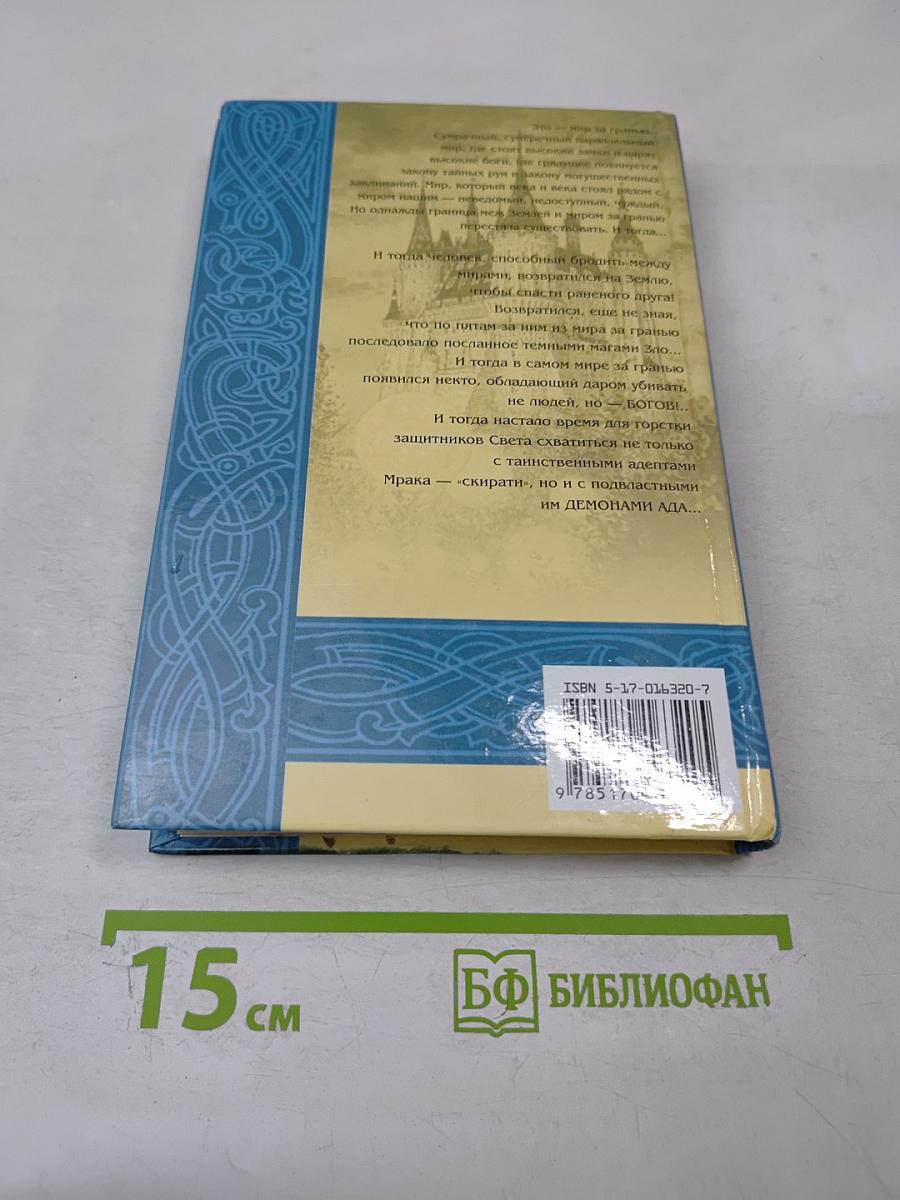 Это — мир за гранью.
Сумрачный, сумеречный параллельный
мир, где стоят высокие замки и царят
высокие боги, где грядущее повинуется
закону тайных рун и закону могущественных
заклинаний. Мир, который века и века стоял рядом с
миром нашим — неведомый, недоступный, чуждый.
Но однажды граница меж Землей и миром за гранью
перестала существовать. И тогда...
И тогда человек, способный бродить между
мирами, возвратился на Землю,
чтобы спасти раненого друга!
Возвратился, еще не зная,
что по пятам за ним из мира за гранью
последовало посланное темными магами Зло...
И тогда в самом мире за гранью
появился некто, обладающий даром убивать
не людей, но — БОГОВ!..
И тогда настало время для горстки
защитников Света схватиться не только
с таинственными адептами
Мрака — «скирати», но и с подвластными
им ДЕМОНАМИ АДА...
ISBN 5-17-016320-7
9 78517
15 см
БФ БИБЛИОФАН